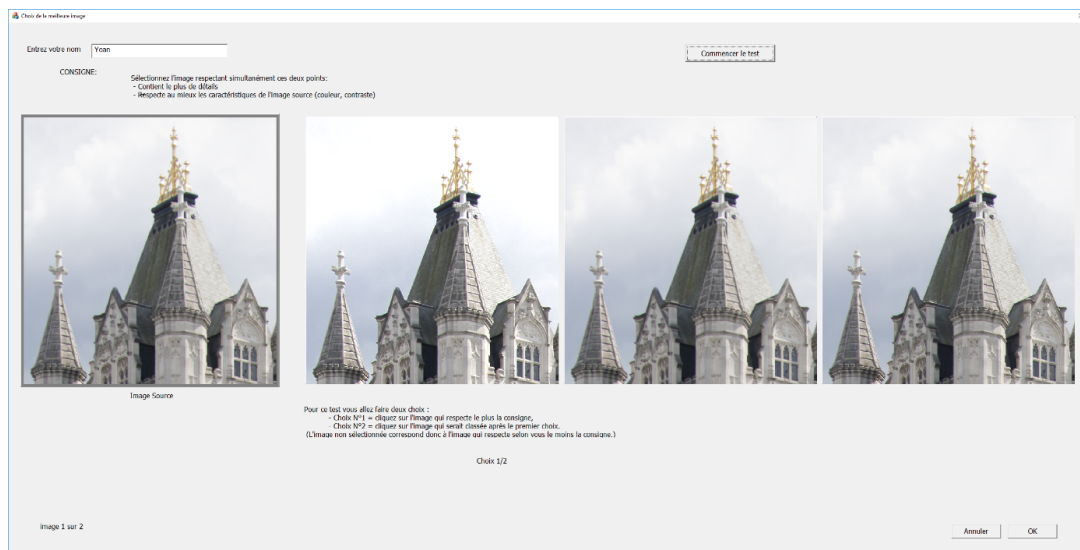 Choix de la meilleure image
Entrez votre nom Yoan
Commencer le test
CONSIGNE:
Sélectionnez l'image respectant simultanément ces deux points:
- Contient le plus de détails
- Respecte au mieux les caractéristiques de l'image source (couleur, contraste)
Image Source
Pour ce test vous allez faire deux choix :
- Choix N°1 = cliquez sur l'image qui respecte le plus la consigne,
- Choix N°2 = cliquez sur l'image qui serait classée après le premier choix.
(L'image non sélectionnée correspond donc à l'image qui respecte selon vous le moins la consigne.)
Choix 1/2
image 1 sur 2
Annuler OK